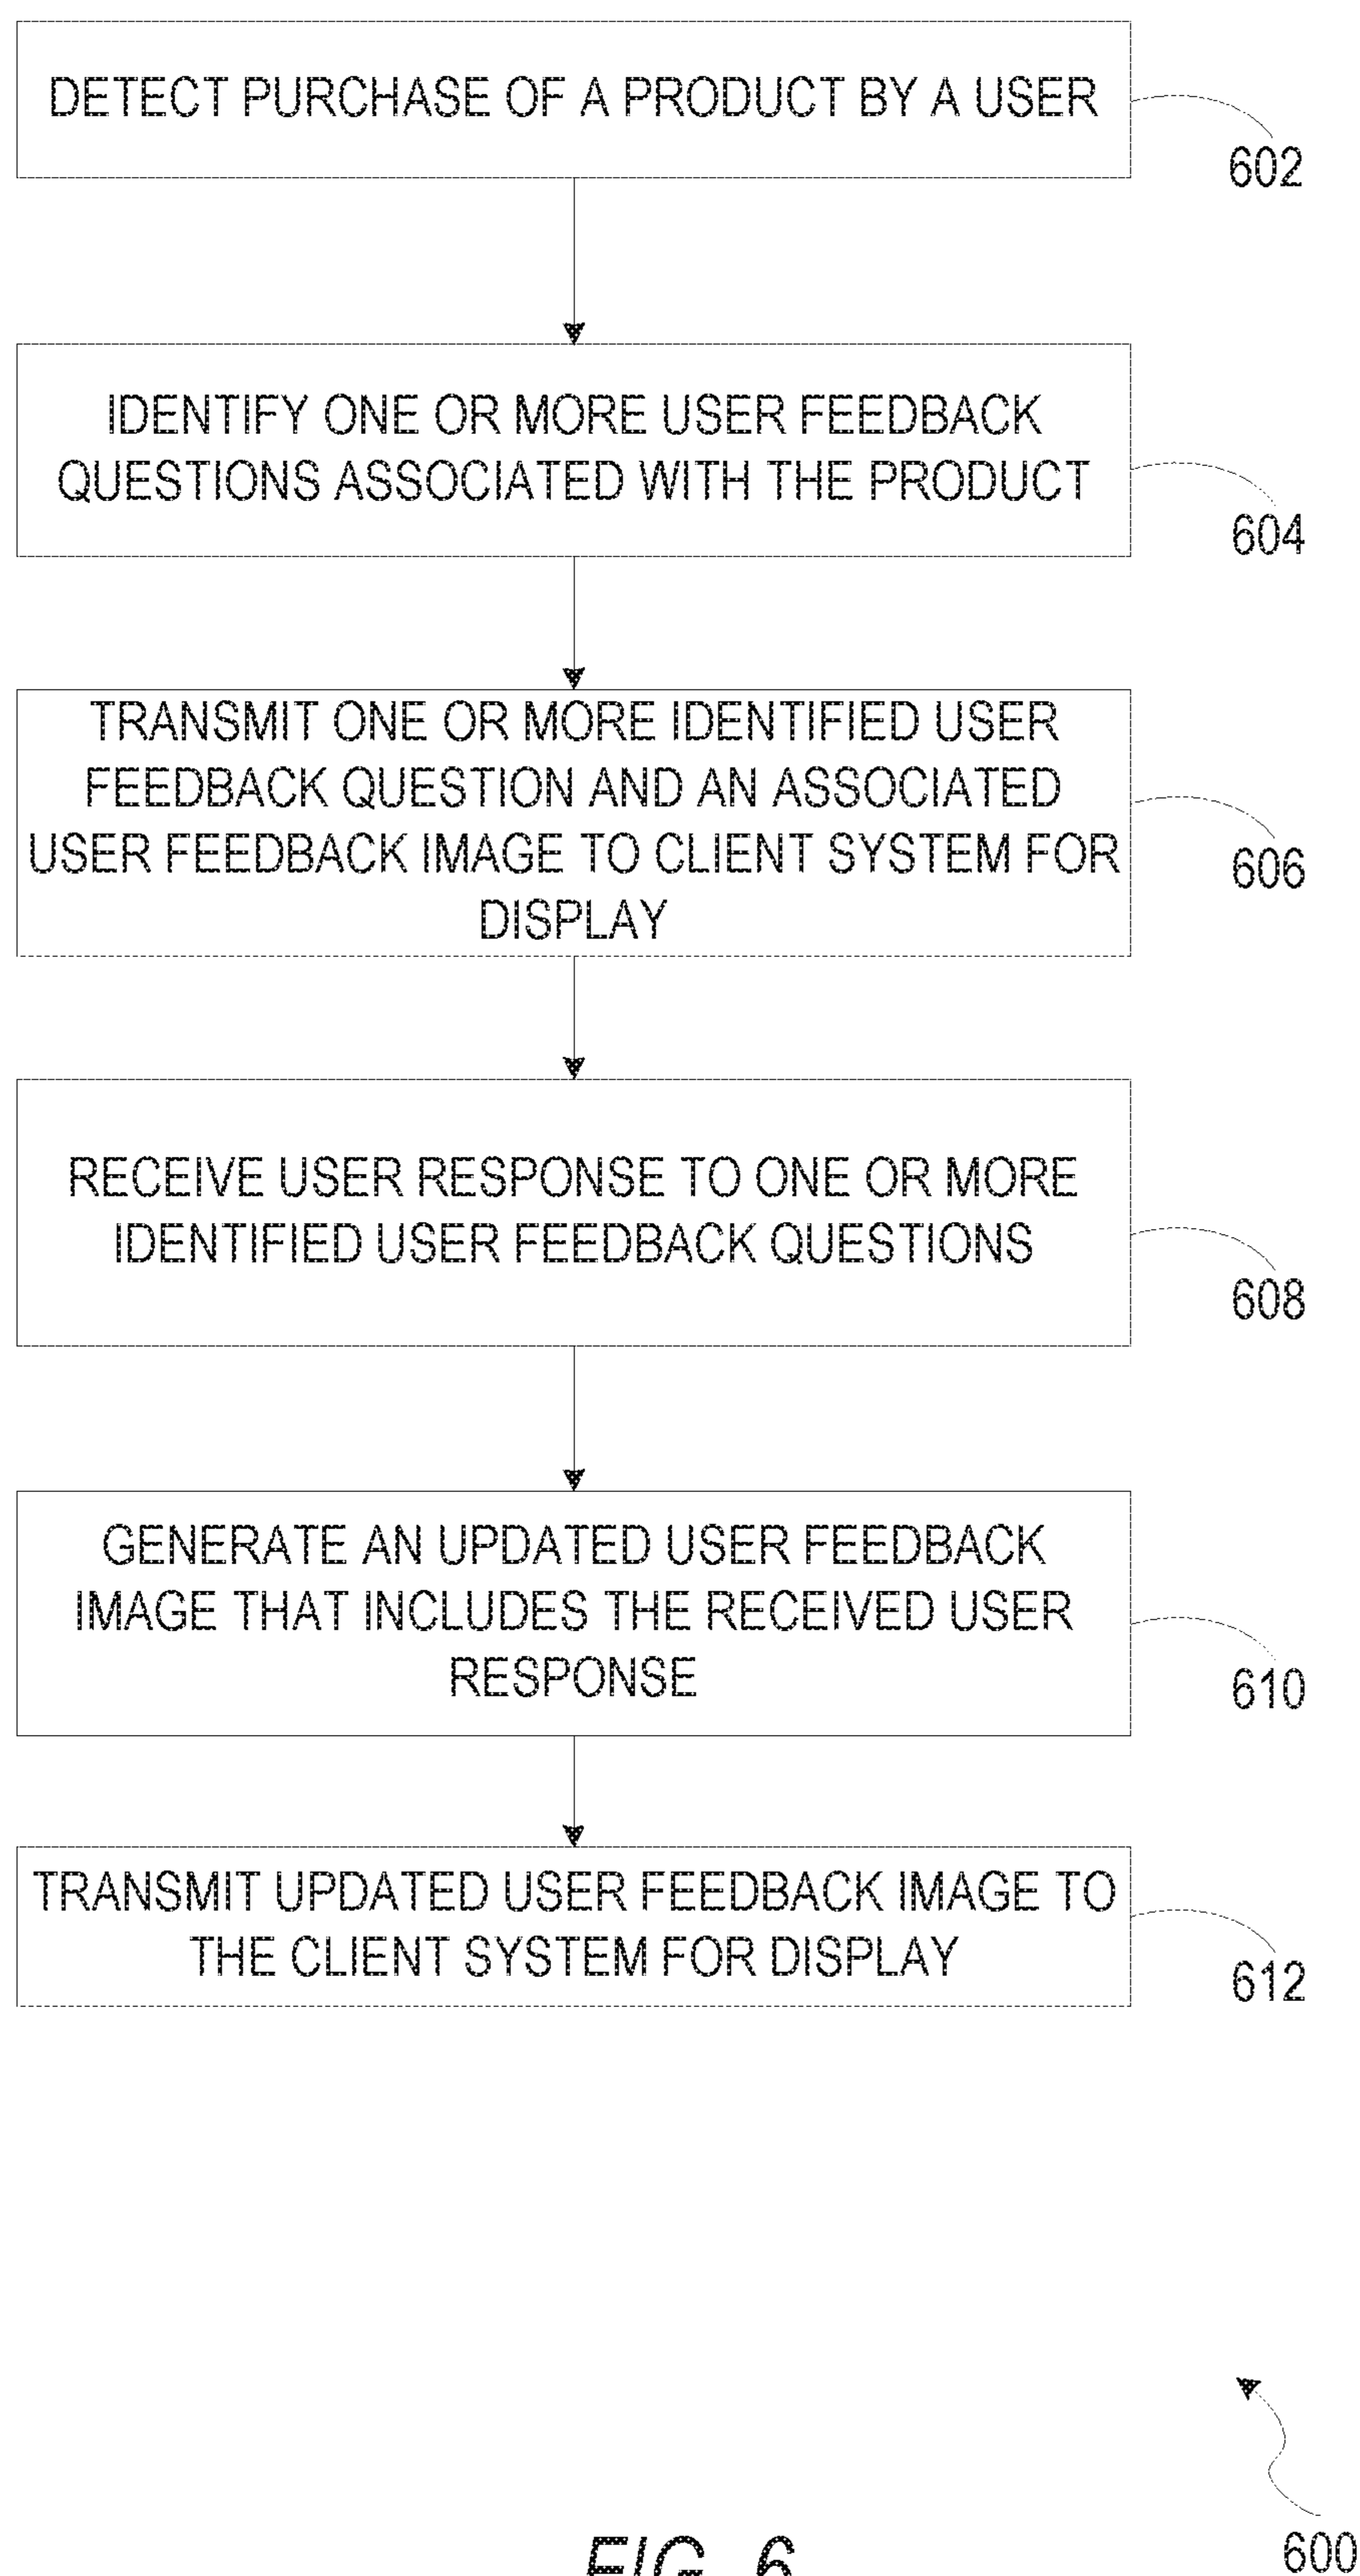 DETECT PURCHASE OF A PRODUCT BY A USER
602
IDENTIFY ONE OR MORE USER FEEDBACK
QUESTIONS ASSOCIATED WITH THE PRODUCT
604
TRANSMIT ONE OR MORE IDENTIFIED USER
FEEDBACK QUESTION AND AN ASSOCIATED
USER FEEDBACK IMAGE TO CLIENT SYSTEM FOR
DISPLAY
606
RECEIVE USER RESPONSE TO ONE OR MORE
IDENTIFIED USER FEEDBACK QUESTIONS
608
GENERATE AN UPDATED USER FEEDBACK
IMAGE THAT INCLUDES THE RECEIVED USER
RESPONSE
610
TRANSMIT UPDATED USER FEEDBACK IMAGE TO
THE CLIENT SYSTEM FOR DISPLAY
612
600
FIG. 6